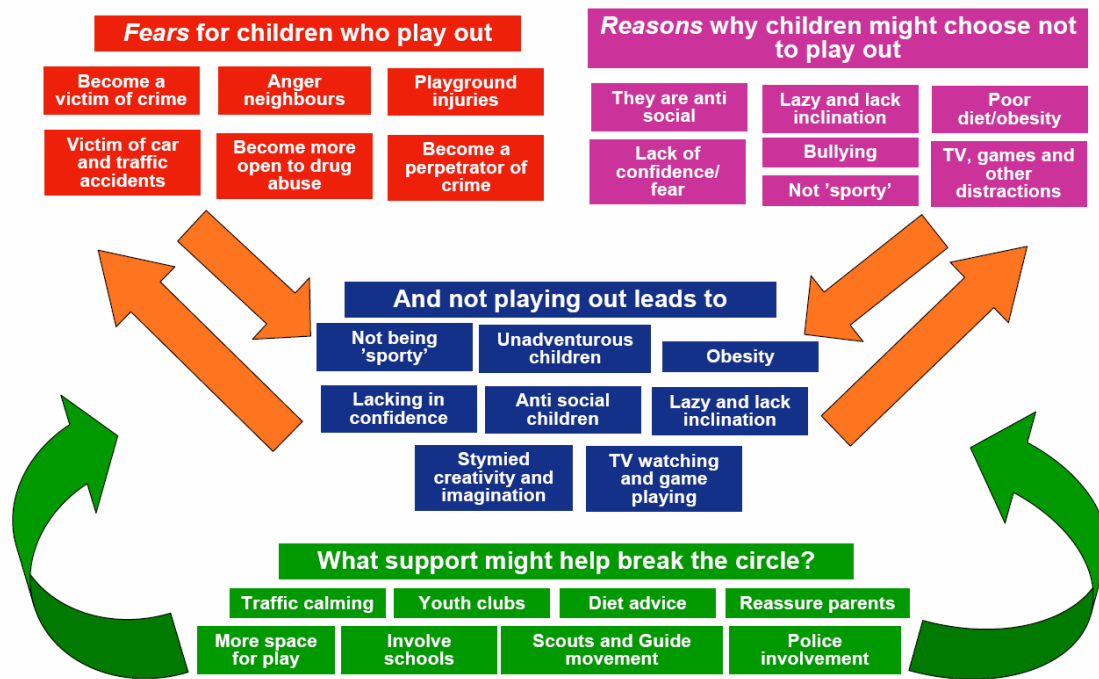 Fears for children who play out
Become a
victim of crime
Anger
neighbours
Playground
injuries
Victim of car
and traffic
accidents
Become more
open to drug
abuse
Become a
perpetrator of
crime
Reasons why children might choose not
to play out
They are anti
social
Lazy and lack
inclination
Poor
diet/obesity
Lack of
confidence/
fear
Bullying
Not ’sporty’
TV, games and
other
distractions
And not playing out leads to
Not being
’sporty’
Unadventurous
children
Obesity
Lacking in
confidence
Anti social
children
Lazy and lack
inclination
Stymied
creativity and
imagination
TV watching
and game
playing
What support might help break the circle?
Traffic calming
Youth clubs
Diet advice
Reassure parents
More space
for play
Involve
schools
Scouts and Guide
movement
Police
involvement